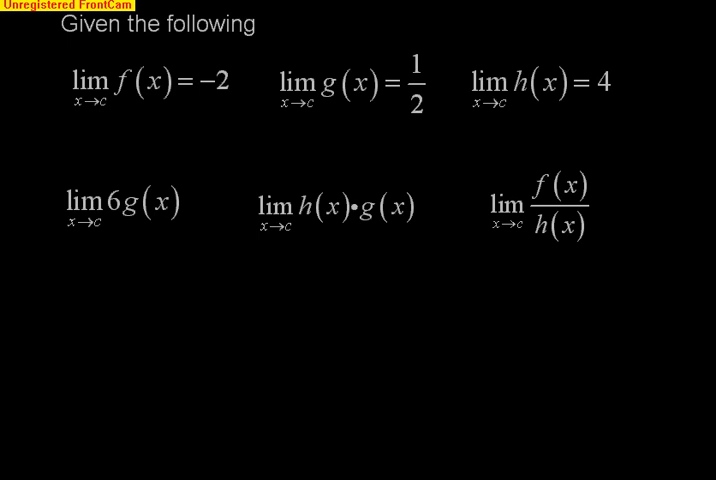 Unregistered FrontCam
Given the following
lim x→c f(x) = −2    lim x→c g(x) = 1/2    lim x→c h(x) = 4
lim x→c 6g(x)    lim x→c h(x)•g(x)    lim x→c f(x)/h(x)